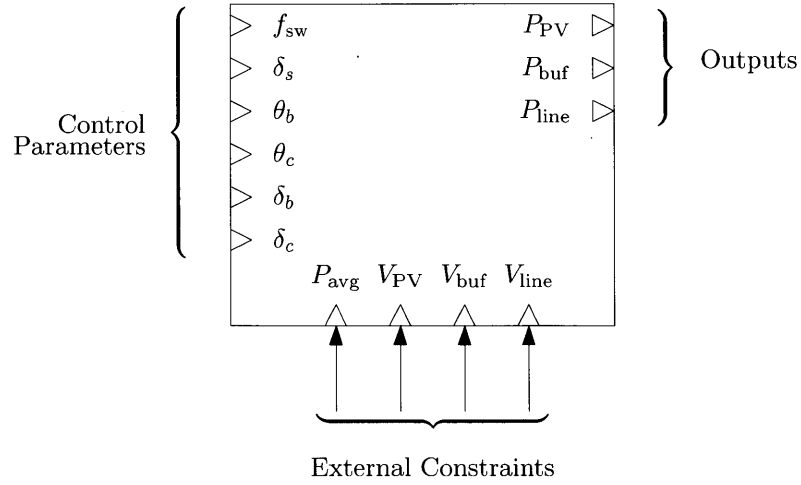 f_sw
δ_s
θ_b
θ_c
δ_b
δ_c
Control
Parameters
P_PV
P_buf
P_line
Outputs
P_avg V_PV V_buf V_line
External Constraints